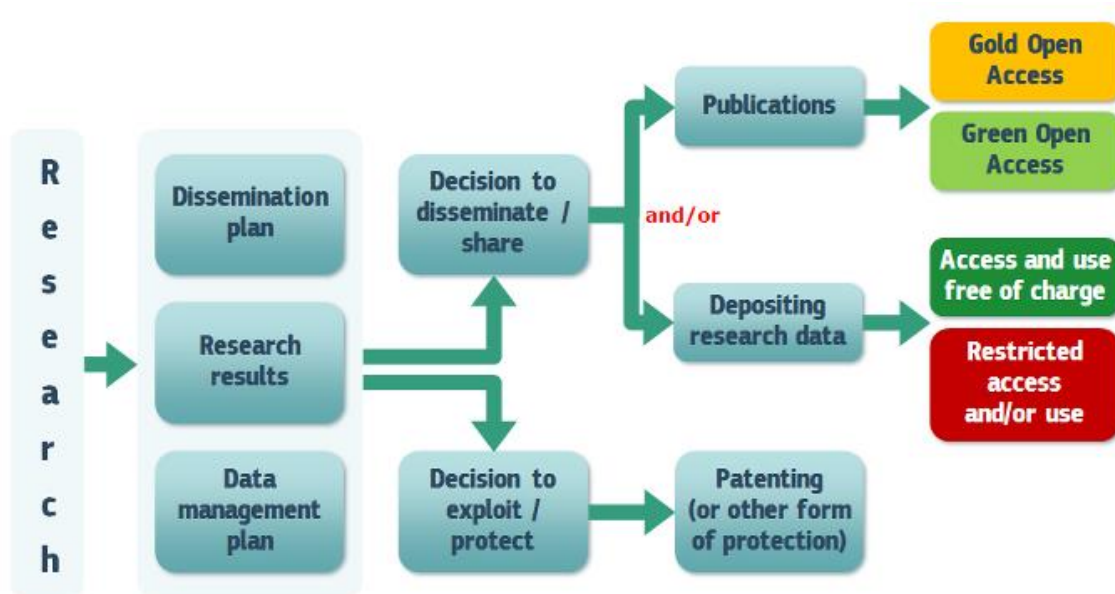 Research
Dissemination
plan
Research
results
Data
management
plan
Decision to
disseminate /
share
Decision to
exploit /
protect
and/or
Publications
Depositing
research data
Patenting
(or other form
of protection)
Gold Open
Access
Green Open
Access
Access and use
free of charge
Restricted
access
and/or use